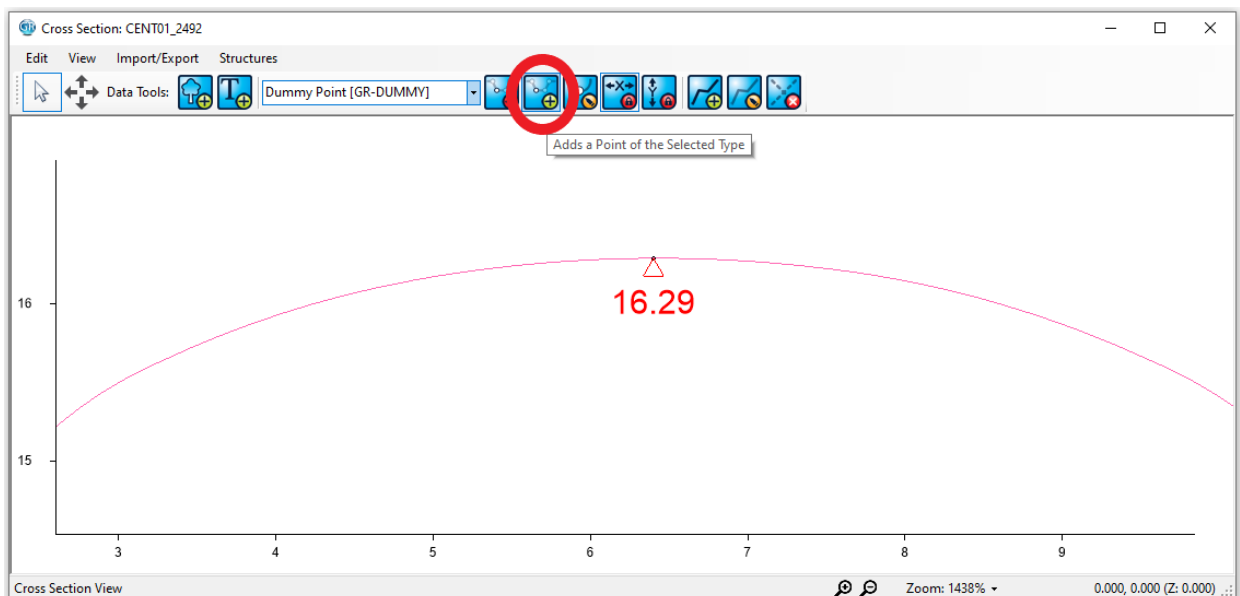 Cross Section: CENT01_2492
Edit View Import/Export Structures
Data Tools: T Dummy Point [GR-DUMMY] X
Adds a Point of the Selected Type
16
16.29
15
3 4 5 6 7 8 9
Cross Section View Zoom: 1438% 0.000, 0.000 (Z: 0.000)